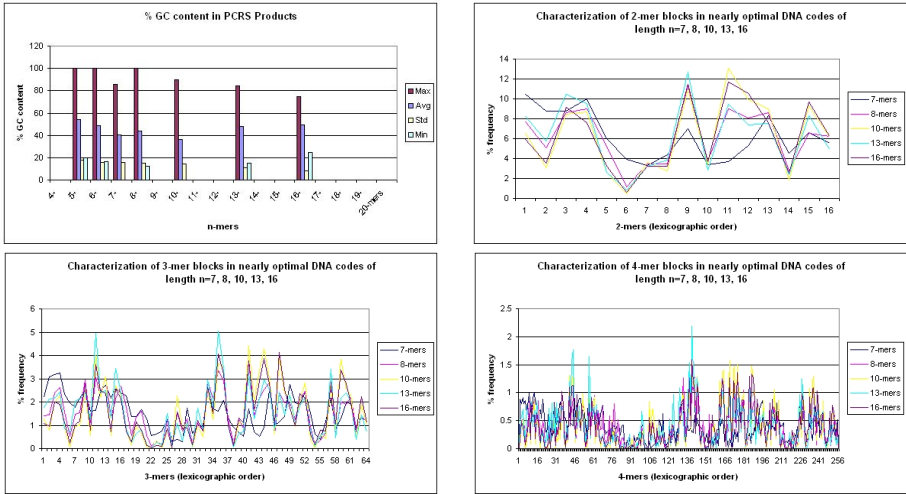 % GC content in PCRS Products
% GC content
120
100
80
60
40
20
0
4-
5-
6-
7-
8-
9-
10-
11-
12-
13-
14-
15-
16-
17-
18-
19-
20-mers
n-mers
Max
Avg
Std
Min
Characterization of 2-mer blocks in nearly optimal DNA codes of
length n=7, 8, 10, 13, 16
% frequency
14
12
10
8
6
4
2
0
1 2 3 4 5 6 7 8 9 10 11 12 13 14 15 16
2-mers (lexicographic order)
7-mers
8-mers
10-mers
13-mers
16-mers
Characterization of 3-mer blocks in nearly optimal DNA codes of
length n=7, 8, 10, 13, 16
% frequency
6
5
4
3
2
1
0
1 4 7 10 13 16 19 22 25 28 31 34 37 40 43 46 49 52 55 58 61 64
3-mers (lexicographic order)
7-mers
8-mers
10-mers
13-mers
16-mers
Characterization of 4-mer blocks in nearly optimal DNA codes of
length n=7, 8, 10, 13, 16
% frequency
2.5
2
1.5
1
0.5
0
1 16 31 46 61 76 91 106 121 136 151 166 181 196 211 226 241 256
4-mers (lexicographic order)
7-mers
8-mers
10-mers
13-mers
16-mers